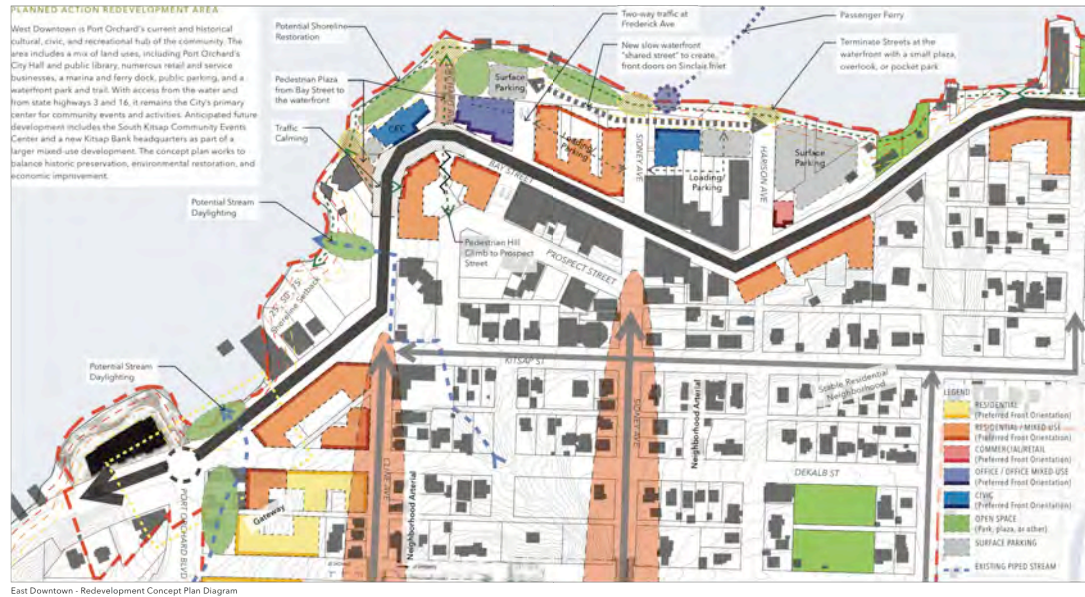 PLANNED ACTION REDEVELOPMENT AREA
West Downtown is Port Orchard's current and historical
cultural, civic, and recreational hub of the community. The
area includes a mix of land uses, including Port Orchard's
City Hall and public library, numerous retail and service
businesses, a marina and ferry dock, public parking, and a
waterfront park and trail. With access from the water and
from state highways 3 and 16, it remains the City's primary
center for community events and activities. Anticipated future
development includes the South Kitsap Community Events
Center and a new Kitsap Bank headquarters as part of a
larger mixed-use development. The concept plan works to
balance historic preservation, environmental restoration, and
economic improvement.
Potential Shoreline
Restoration
Pedestrian Plaza
from Bay Street to
the waterfront
Traffic
Calming
Potential Stream
Daylighting
Two-way traffic at
Frederick Ave
New slow waterfront
"shared street" to create,
front doors on Sinclair Inlet
Passenger Ferry
Terminate Streets at the
waterfront with a small plaza,
overlook, or pocket park
Surface
Parking
Loading/
Parking
BAY STREET
SIDNEY AVE
Loading/
Parking
HARISON AVE
Surface
Parking
Pedestrian Hill
Climb to Prospect
Street
PROSPECT STREET
25', 50', 75'
Shoreline Setback
KITSAP ST
Potential Stream
Daylighting
Stable Residential
Neighborhood
SIDNEY AVE
Neighborhood Arterial
CLINE AVE
Neighborhood Arterial
DEKALB ST
Gateway
PORT ORCHARD BLVD
LEGEND
RESIDENTIAL
(Preferred Front Orientation)
RESIDENTIAL / MIXED USE
(Preferred Front Orientation)
COMMERCIAL/RETAIL
(Preferred Front Orientation)
OFFICE / OFFICE MIXED-USE
(Preferred Front Orientation)
CIVIC
(Preferred Front Orientation)
OPEN SPACE
(Park, plaza, or other)
SURFACE PARKING
EXISTING PIPED STREAM
East Downtown - Redevelopment Concept Plan Diagram